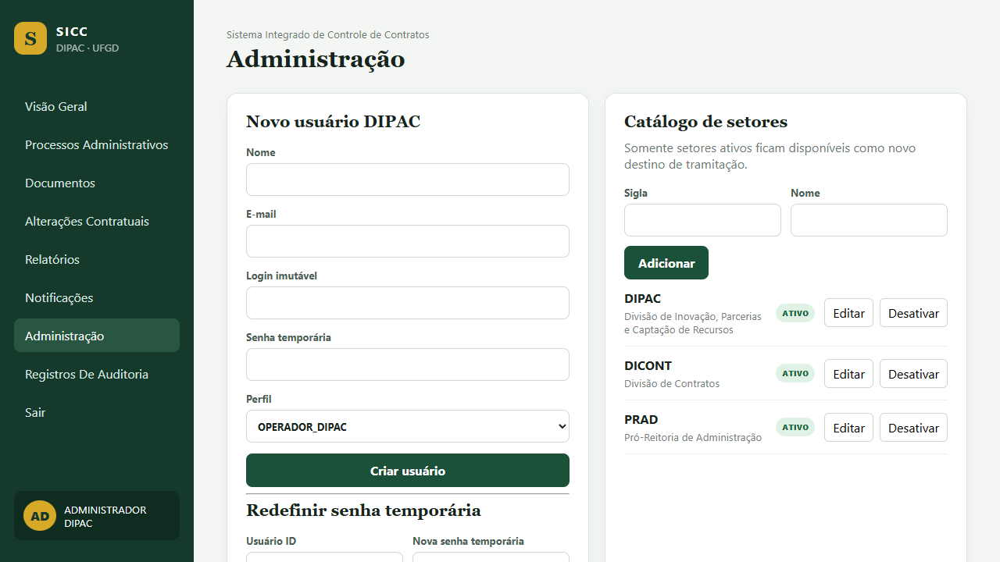 S
SICC
DIPAC · UFGD
Visão Geral
Processos Administrativos
Documentos
Alterações Contratuais
Relatórios
Notificações
Administração
Registros De Auditoria
Sair
AD
ADMINISTRADOR
DIPAC
Sistema Integrado de Controle de Contratos
Administração
Novo usuário DIPAC
Nome
E-mail
Login imutável
Senha temporária
Perfil
OPERADOR_DIPAC
Criar usuário
Redefinir senha temporária
Usuário ID
Nova senha temporária
Catálogo de setores
Somente setores ativos ficam disponíveis como novo
destino de tramitação.
Sigla
Nome
Adicionar
DIPAC
Divisão de Inovação, Parcerias
e Captação de Recursos
ATIVO
Editar
Desativar
DICONT
Divisão de Contratos
ATIVO
Editar
Desativar
PRAD
Pró-Reitoria de Administração
ATIVO
Editar
Desativar